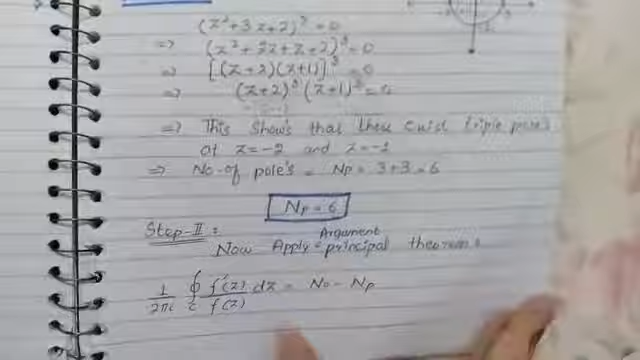 (z²+3z+2)³=0
⇒ (z²+2z+z+2)³=0
⇒ [(z+2)(z+1)]³=0
⇒ (z+2)³(z+1)³=0
⇒ This shows that these exist triple poles
at z=-2 and z=-1
⇒ No. of pole's = Np = 3+3=6
Np=6
Step-II:
Now Apply Argument principal theorem:
1/2πi ∮c f'(z)/f(z) dz = No - Np